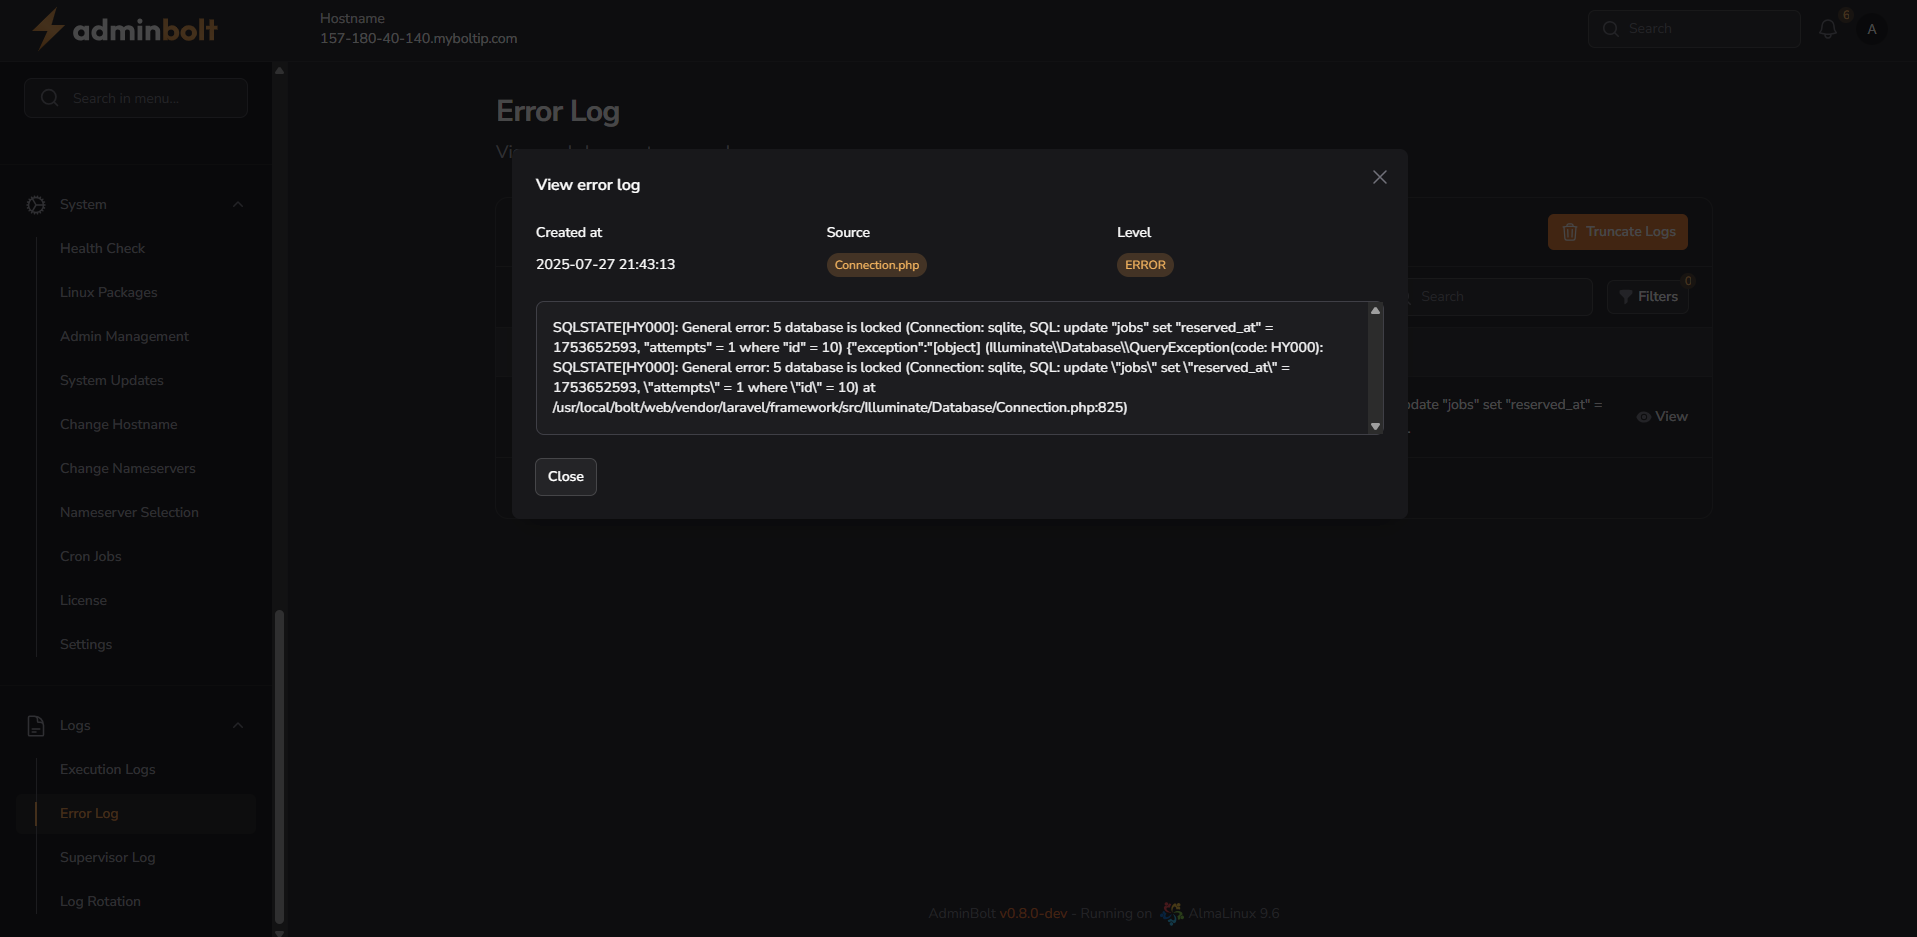 adminbolt
Hostname
157-180-40-140.myboltip.com
Search
6
A
Search in menu...
System
Health Check
Linux Packages
Admin Management
System Updates
Change Hostname
Change Nameservers
Nameserver Selection
Cron Jobs
License
Settings
Logs
Execution Logs
Error Log
Supervisor Log
Log Rotation
Error Log
View error log
Created at
Source
Level
2025-07-27 21:43:13
Connection.php
ERROR
SQLSTATE[HY000]: General error: 5 database is locked (Connection: sqlite, SQL: update "jobs" set "reserved_at" =
1753652593, "attempts" = 1 where "id" = 10) {"exception":"[object] (Illuminate\\Database\\QueryException(code: HY000):
SQLSTATE[HY000]: General error: 5 database is locked (Connection: sqlite, SQL: update \"jobs\" set \"reserved_at\" =
1753652593, \"attempts\" = 1 where \"id\" = 10) at
/usr/local/bolt/web/vendor/laravel/framework/src/Illuminate/Database/Connection.php:825)
Close
Truncate Logs
Search
Filters
0
"jobs" set "reserved_at" =
View
AdminBolt v0.8.0-dev - Running on AlmaLinux 9.6